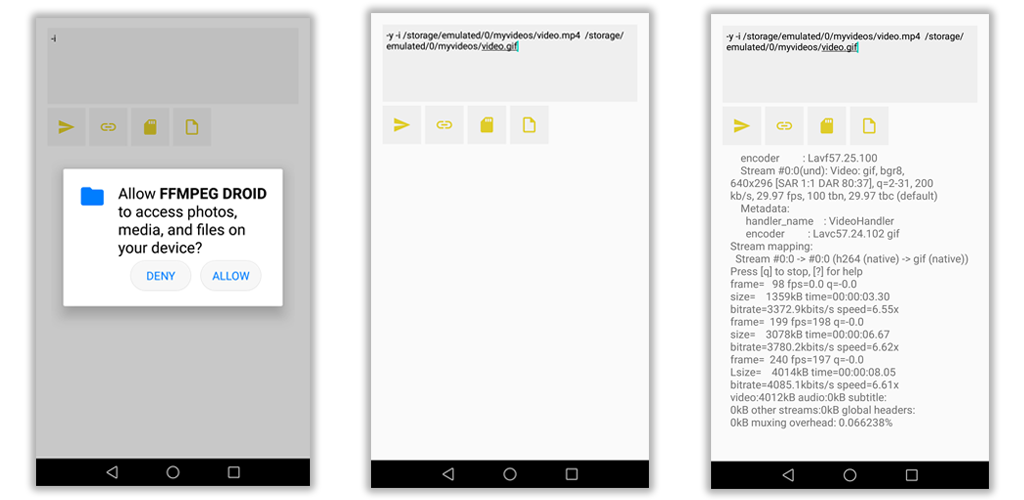 -i
Allow FFMPEG DROID
to access photos,
media, and files on
your device?
DENY ALLOW
-y -i /storage/emulated/0/myvideos/video.mp4  /storage/
emulated/0/myvideos/video.gif
-y -i /storage/emulated/0/myvideos/video.mp4  /storage/
emulated/0/myvideos/video.gif
encoder         : Lavf57.25.100
Stream #0:0(und): Video: gif, bgr8,
640x296 [SAR 1:1 DAR 80:37], q=2-31, 200
kb/s, 29.97 fps, 100 tbn, 29.97 tbc (default)
Metadata:
handler_name    : VideoHandler
encoder         : Lavc57.24.102 gif
Stream mapping:
Stream #0:0 -> #0:0 (h264 (native) -> gif (native))
Press [q] to stop, [?] for help
frame=   98 fps=0.0 q=-0.0
size=    1359kB time=00:00:03.30
bitrate=3372.9kbits/s speed=6.55x
frame=  199 fps=198 q=-0.0
size=    3078kB time=00:00:06.67
bitrate=3780.2kbits/s speed=6.62x
frame=  240 fps=197 q=-0.0
Lsize=    4014kB time=00:00:08.05
bitrate=4085.1kbits/s speed=6.61x
video:4012kB audio:0kB subtitle:
0kB other streams:0kB global headers:
0kB muxing overhead: 0.066238%